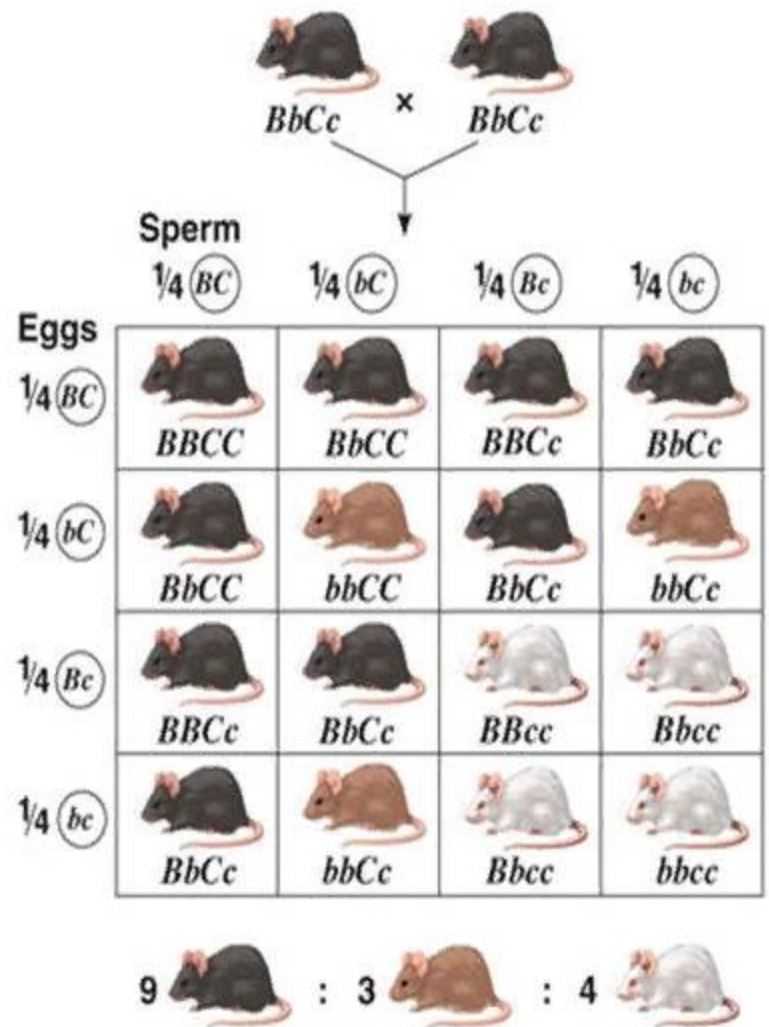 BbCc × BbCc
Sperm
1/4 BC 1/4 bC 1/4 Bc 1/4 bc
Eggs
1/4 BC
BBCC BbCC BBCc BbCc
1/4 bC
BbCC bbCC BbCc bbCc
1/4 Bc
BBCc BbCc BBcc Bbcc
1/4 bc
BbCc bbCc Bbcc bbcc
9 : 3 : 4